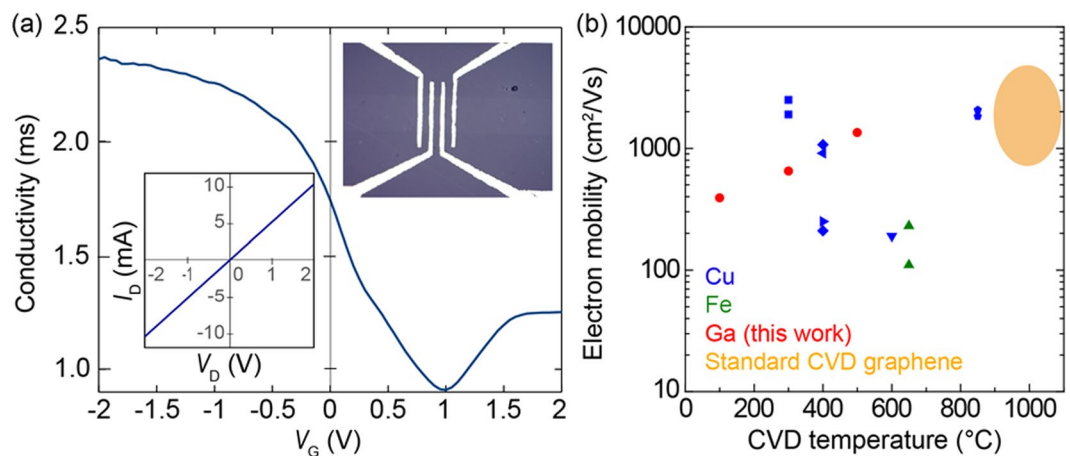 (a)
2.5
2.0
1.5
1.0
Conductivity (ms)
-2 -1.5 -1 -0.5 0 0.5 1 1.5 2
V_G (V)
10
5
-5
-10
-2 -1 0 1 2
I_D (mA)
V_D (V)
(b)
10000
1000
100
10
Electron mobility (cm²/Vs)
Cu
Fe
Ga (this work)
Standard CVD graphene
0 200 400 600 800 1000
CVD temperature (°C)